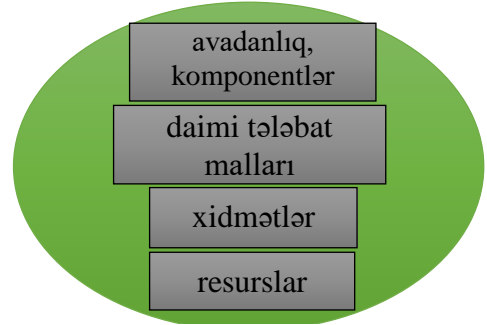 avadanlıq,
komponentlər
daimi tələbat
malları
xidmətlər
resurslar